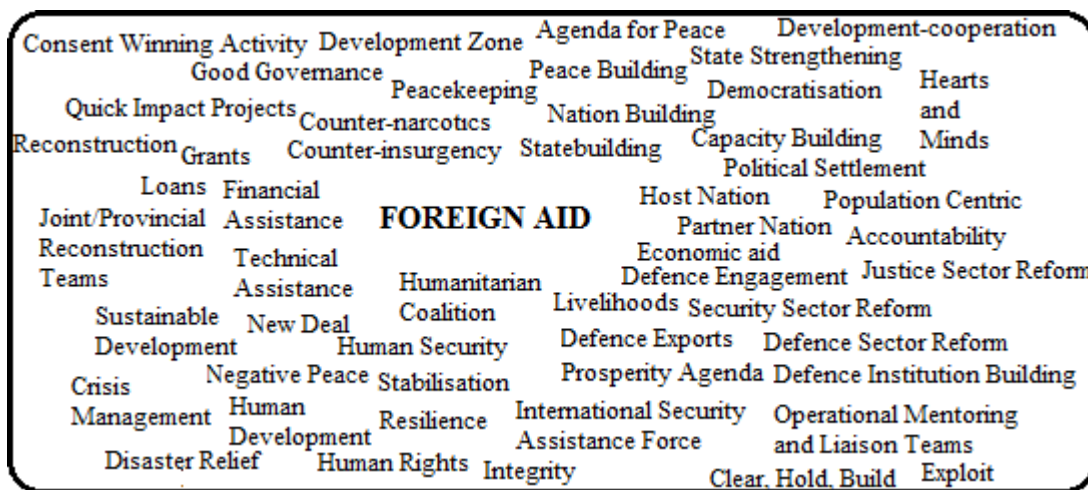 Consent Winning Activity
Development Zone
Agenda for Peace
Development-cooperation
Good Governance
Peace Building
State Strengthening
Peacekeeping
Democratisation
Hearts
and
Minds
Quick Impact Projects
Counter-narcotics
Nation Building
Reconstruction
Grants
Counter-insurgency
Statebuilding
Capacity Building
Political Settlement
Loans
Financial
Assistance
Host Nation
Population Centric
Joint/Provincial
Reconstruction
Teams
FOREIGN AID
Partner Nation
Accountability
Technical
Assistance
Economic aid
Humanitarian
Coalition
Defence Engagement
Justice Sector Reform
Sustainable
Development
New Deal
Livelihoods
Security Sector Reform
Human Security
Defence Exports
Defence Sector Reform
Crisis
Management
Negative Peace
Stabilisation
Prosperity Agenda
Defence Institution Building
Human
Development
Resilience
International Security
Assistance Force
Operational Mentoring
and Liaison Teams
Disaster Relief
Human Rights
Integrity
Clear, Hold, Build
Exploit